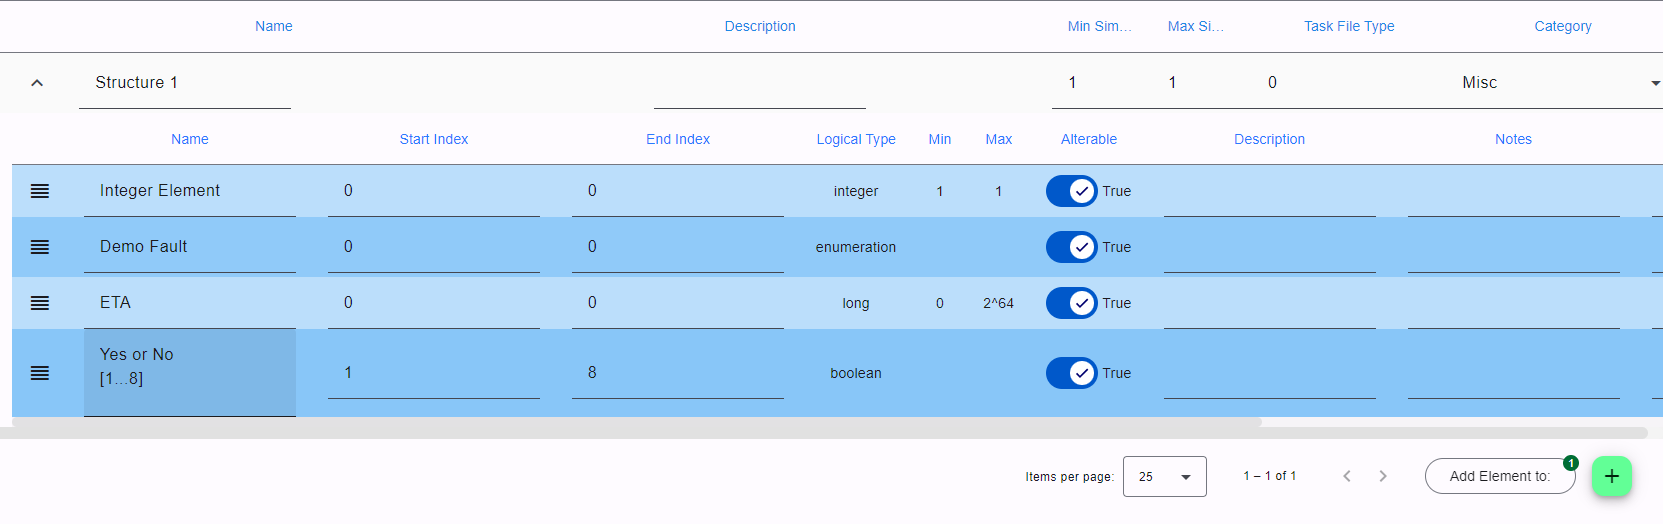 Name Description Min Sim... Max Si... Task File Type Category
Structure 1 1 1 0 Misc
Name Start Index End Index Logical Type Min Max Alterable Description Notes
Integer Element 0 0 integer 1 1 True
Demo Fault 0 0 enumeration True
ETA 0 0 long 0 2^64 True
Yes or No
[1...8] 1 8 boolean True
Items per page: 25 1 – 1 of 1 Add Element to: 1 +